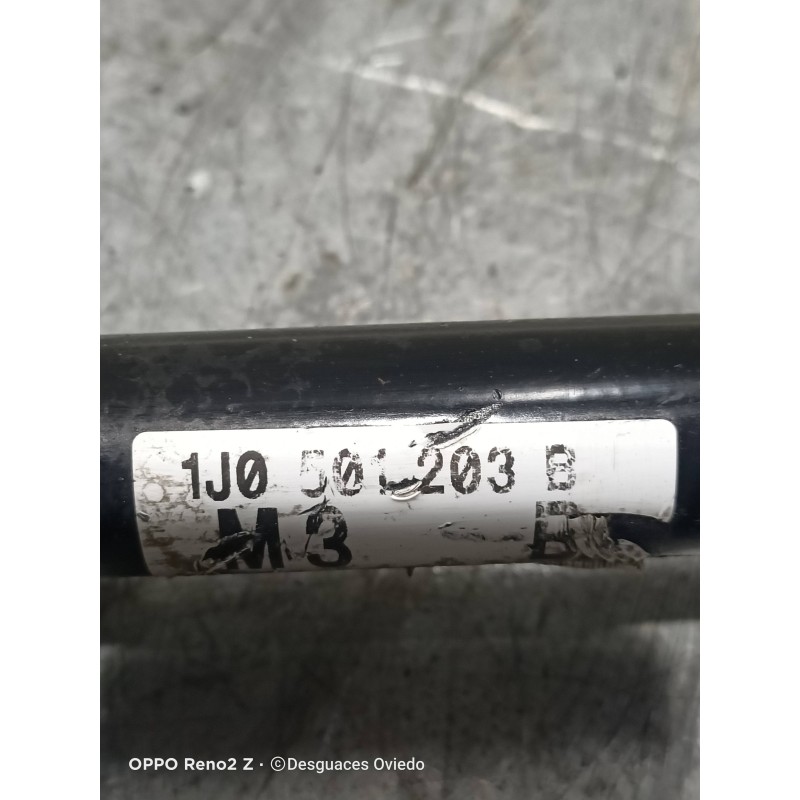 1J0 501 203 B
M3
OPPO Reno2 Z · ©Desguaces Oviedo